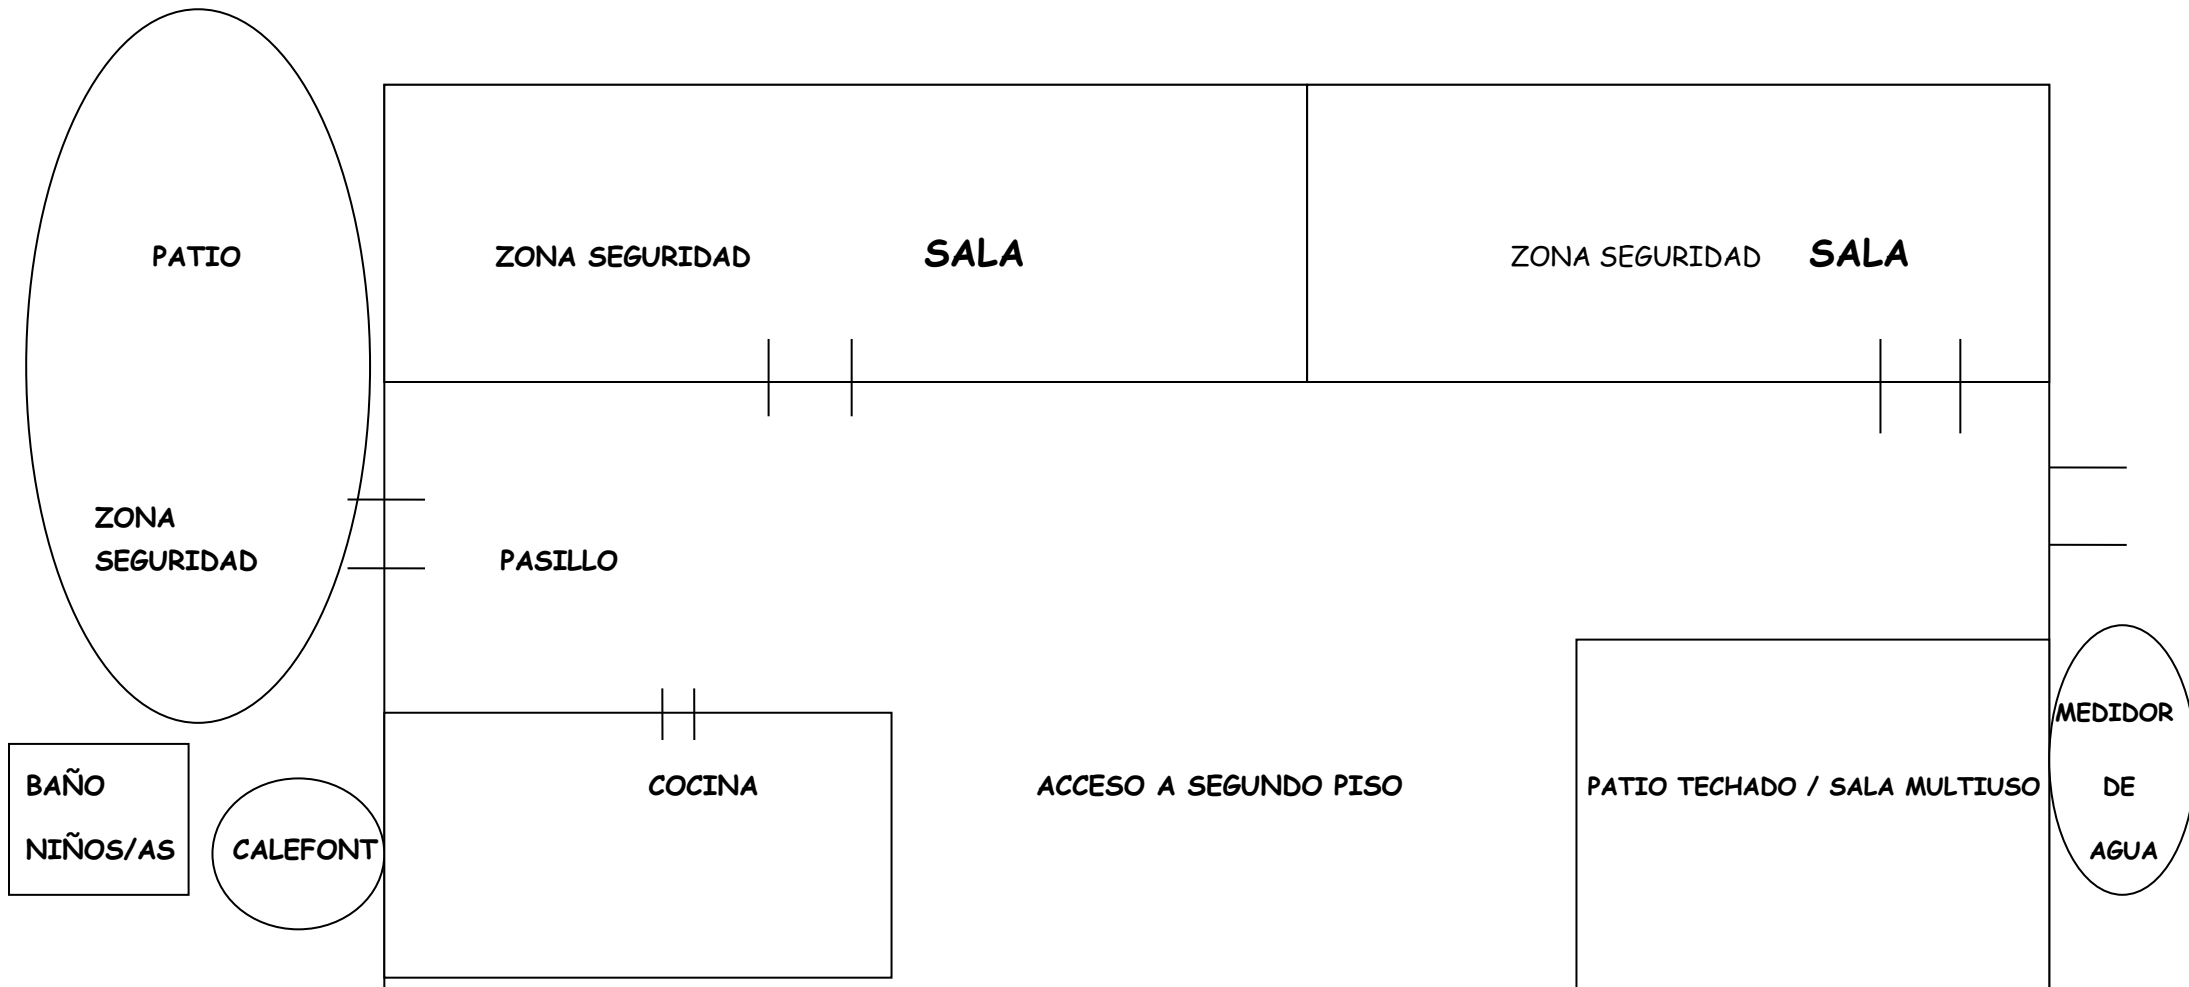 PATIO
ZONA SEGURIDAD SALA
ZONA SEGURIDAD SALA
ZONA
SEGURIDAD
PASILLO
BAÑO
NIÑOS/AS
CALEFONT
COCINA
ACCESO A SEGUNDO PISO
PATIO TECHADO / SALA MULTIUSO
MEDIDOR
DE
AGUA